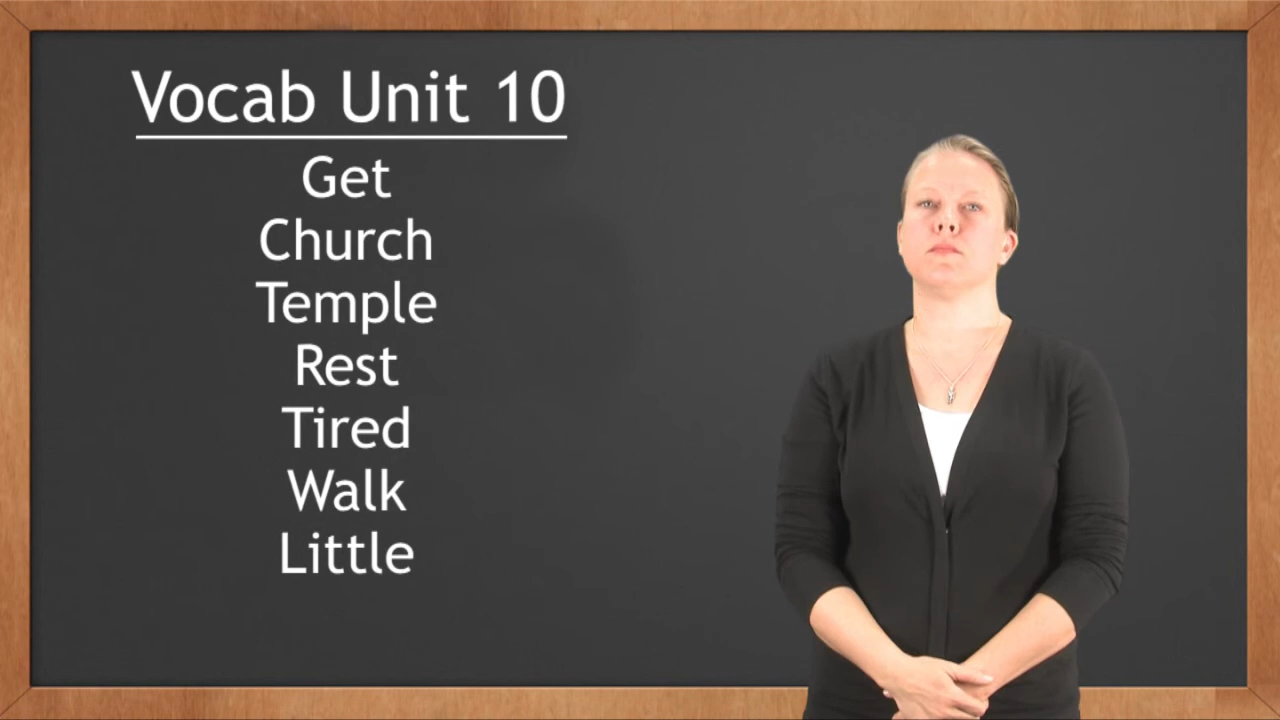 Vocab Unit 10
Get
Church
Temple
Rest
Tired
Walk
Little